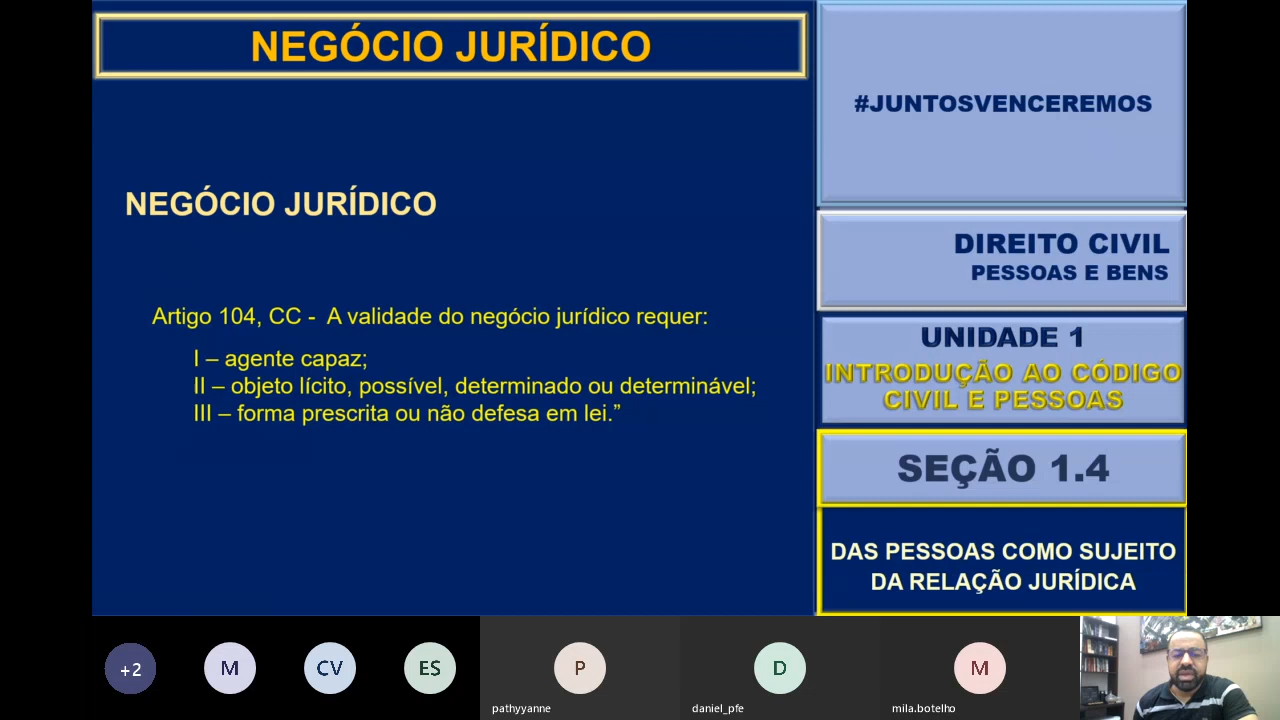 NEGÓCIO JURÍDICO
NEGÓCIO JURÍDICO
Artigo 104, CC - A validade do negócio jurídico requer:
I – agente capaz;
II – objeto lícito, possível, determinado ou determinável;
III – forma prescrita ou não defesa em lei.”
#JUNTOSVENCEREMOS
DIREITO CIVIL
PESSOAS E BENS
UNIDADE 1
INTRODUÇÃO AO CÓDIGO
CIVIL E PESSOAS
SEÇÃO 1.4
DAS PESSOAS COMO SUJEITO
DA RELAÇÃO JURÍDICA
+2
M
CV
ES
P
pathyyanne
D
daniel_pfe
M
mila.botelho